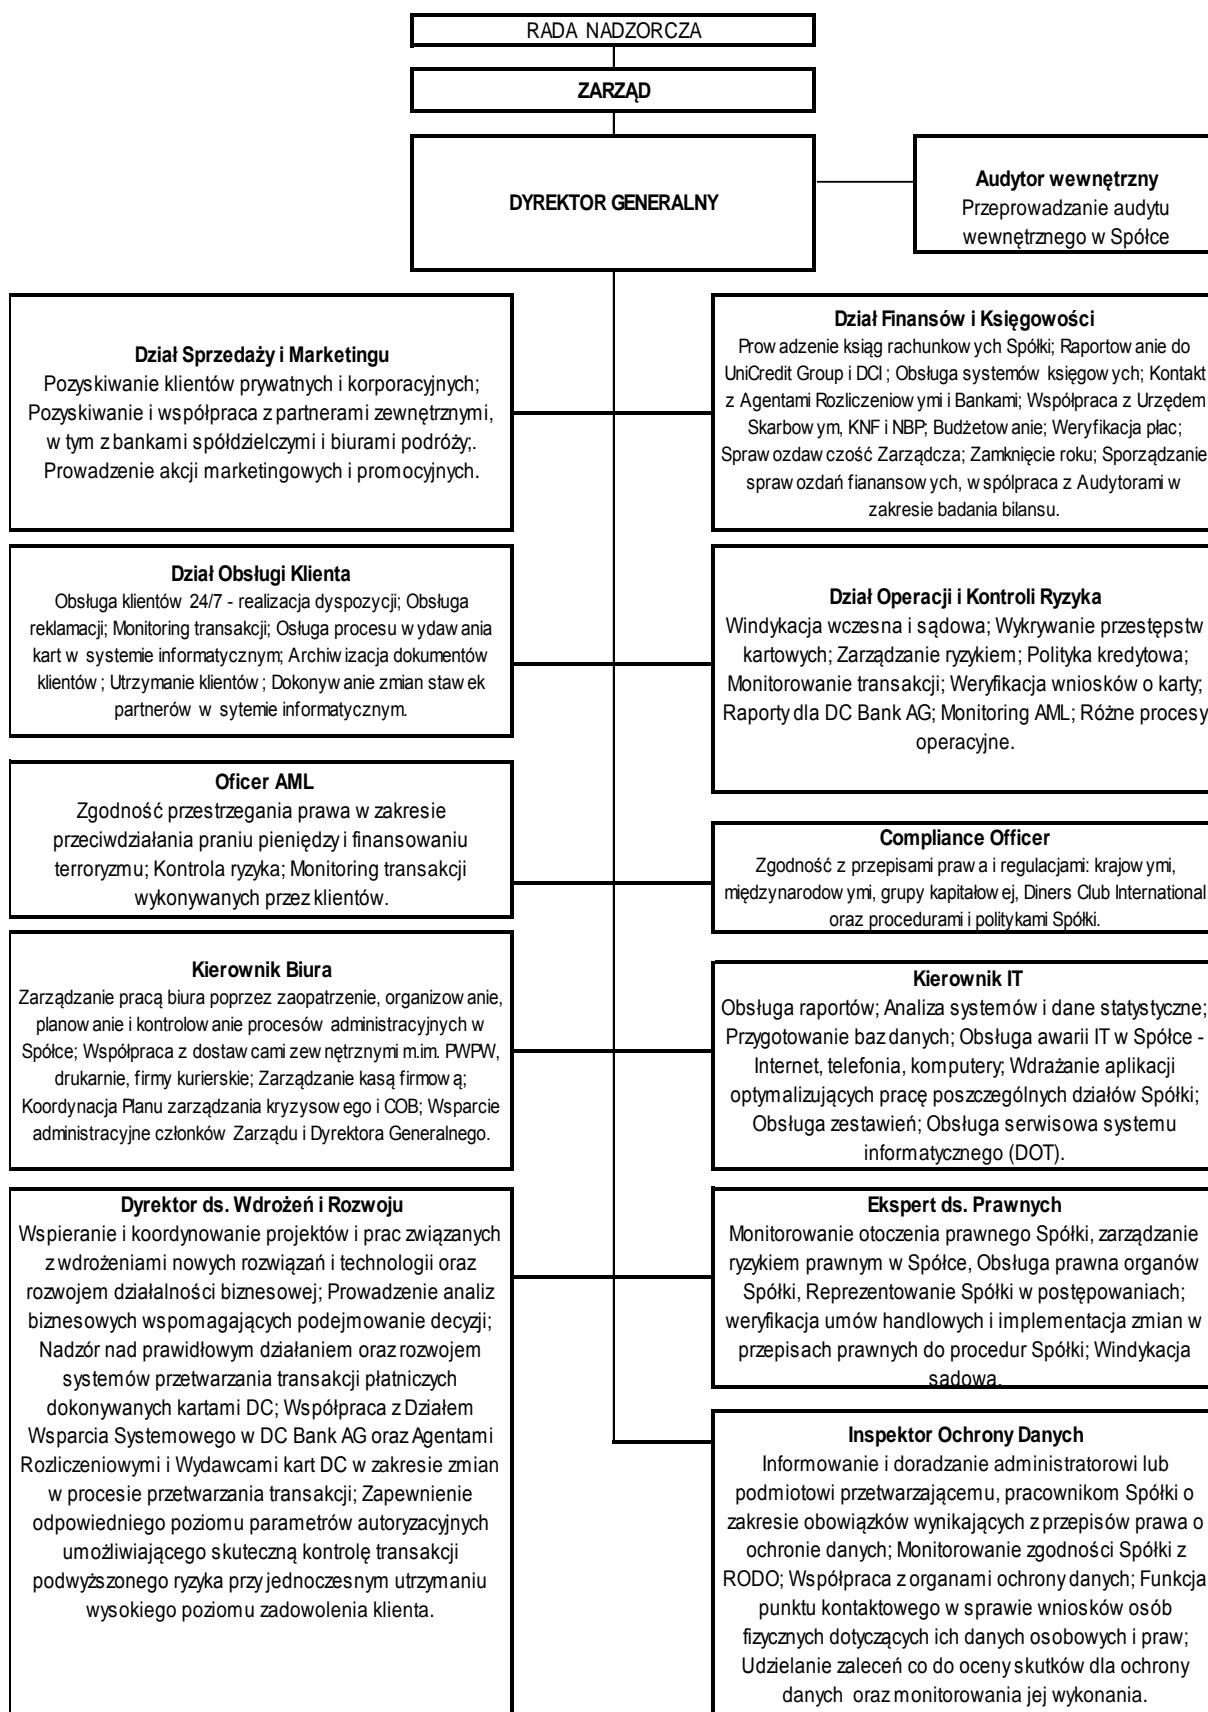 RADA NADZORCZA
ZARZĄD
DYREKTOR GENERALNY
Audytor wewnętrzny
Przeprowadzanie audytu
wewnętrznego w Spółce
Dział Sprzedaży i Marketingu
Pozyskiwanie klientów prywatnych i korporacyjnych;
Pozyskiwanie i współpraca z partnerami zewnętrznymi,
w tym z bankami spółdzielczymi i biurami podróży;.
Prowadzenie akcji marketingowych i promocyjnych.
Dział Finansów i Księgowości
Prowadzenie ksiąg rachunkowych Spółki; Raportowanie do
UniCredit Group i DCI; Obsługa systemów księgowych; Kontakt
z Agentami Rozliczeniowymi i Bankami; Współpraca z Urzędem
Skarbowym, KNF i NBP; Budżetowanie; Weryfikacja płac;
Sprawozdawczość Zarządcza; Zamknięcie roku; Sporządzanie
sprawozdań fianansowych, wspólpraca z Audytorami w
zakresie badania bilansu.
Dział Obsługi Klienta
Obsługa klientów 24/7 - realizacja dyspozycji; Obsługa
reklamacji; Monitoring transakcji; Osługa procesu wydawania
kart w systemie informatycznym; Archiwizacja dokumentów
klientów; Utrzymanie klientów; Dokonywanie zmian stawek
partnerów w sytemie informatycznym.
Dział Operacji i Kontroli Ryzyka
Windykacja wczesna i sądowa; Wykrywanie przestępstw
kartowych; Zarządzanie ryzykiem; Polityka kredytowa;
Monitorowanie transakcji; Weryfikacja wniosków o karty;
Raporty dla DC Bank AG; Monitoring AML; Różne procesy
operacyjne.
Oficer AML
Zgodność przestrzegania prawa w zakresie
przeciwdziałania praniu pieniędzy i finansowaniu
terroryzmu; Kontrola ryzyka; Monitoring transakcji
wykonywanych przez klientów.
Compliance Officer
Zgodność z przepisami prawa i regulacjami: krajowymi,
międzynarodowymi, grupy kapitałowej, Diners Club International
oraz procedurami i politykami Spółki.
Kierownik Biura
Zarządzanie pracą biura poprzez zaopatrzenie, organizowanie,
planowanie i kontrolowanie procesów administracyjnych w
Spółce; Współpraca z dostawcami zewnętrznymi m.im. PWPW,
drukarnie, firmy kurierskie; Zarządzanie kasą firmową;
Koordynacja Planu zarządzania kryzysowego i COB; Wsparcie
administracyjne członków Zarządu i Dyrektora Generalnego.
Kierownik IT
Obsługa raportów; Analiza systemów i dane statystyczne;
Przygotowanie baz danych; Obsługa awarii IT w Spółce -
Internet, telefonia, komputery; Wdrażanie aplikacji
optymalizujących pracę poszczególnych działów Spółki;
Obsługa zestawień; Obsługa serwisowa systemu
informatycznego (DOT).
Dyrektor ds. Wdrożeń i Rozwoju
Wspieranie i koordynowanie projektów i prac związanych
z wdrożeniami nowych rozwiązań i technologii oraz
rozwojem działalności biznesowej; Prowadzenie analiz
biznesowych wspomagających podejmowanie decyzji;
Nadzór nad prawidłowym działaniem oraz rozwojem
systemów przetwarzania transakcji płatniczych
dokonywanych kartami DC; Współpraca z Działem
Wsparcia Systemowego w DC Bank AG oraz Agentami
Rozliczeniowymi i Wydawcami kart DC w zakresie zmian
w procesie przetwarzania transakcji; Zapewnienie
odpowiedniego poziomu parametrów autoryzacyjnych
umożliwiającego skuteczną kontrolę transakcji
podwyższonego ryzyka przy jednoczesnym utrzymaniu
wysokiego poziomu zadowolenia klienta.
Ekspert ds. Prawnych
Monitorowanie otoczenia prawnego Spółki, zarządzanie
ryzykiem prawnym w Spółce, Obsługa prawna organów
Spółki, Reprezentowanie Spółki w postępowaniach;
weryfikacja umów handlowych i implementacja zmian w
przepisach prawnych do procedur Spółki; Windykacja
sądowa.
Inspektor Ochrony Danych
Informowanie i doradzanie administratorowi lub
podmiotowi przetwarzającemu, pracownikom Spółki o
zakresie obowiązków wynikających z przepisów prawa o
ochronie danych; Monitorowanie zgodności Spółki z
RODO; Współpraca z organami ochrony danych; Funkcja
punktu kontaktowego w sprawie wniosków osób
fizycznych dotyczących ich danych osobowych i praw;
Udzielanie zaleceń co do oceny skutków dla ochrony
danych oraz monitorowania jej wykonania.